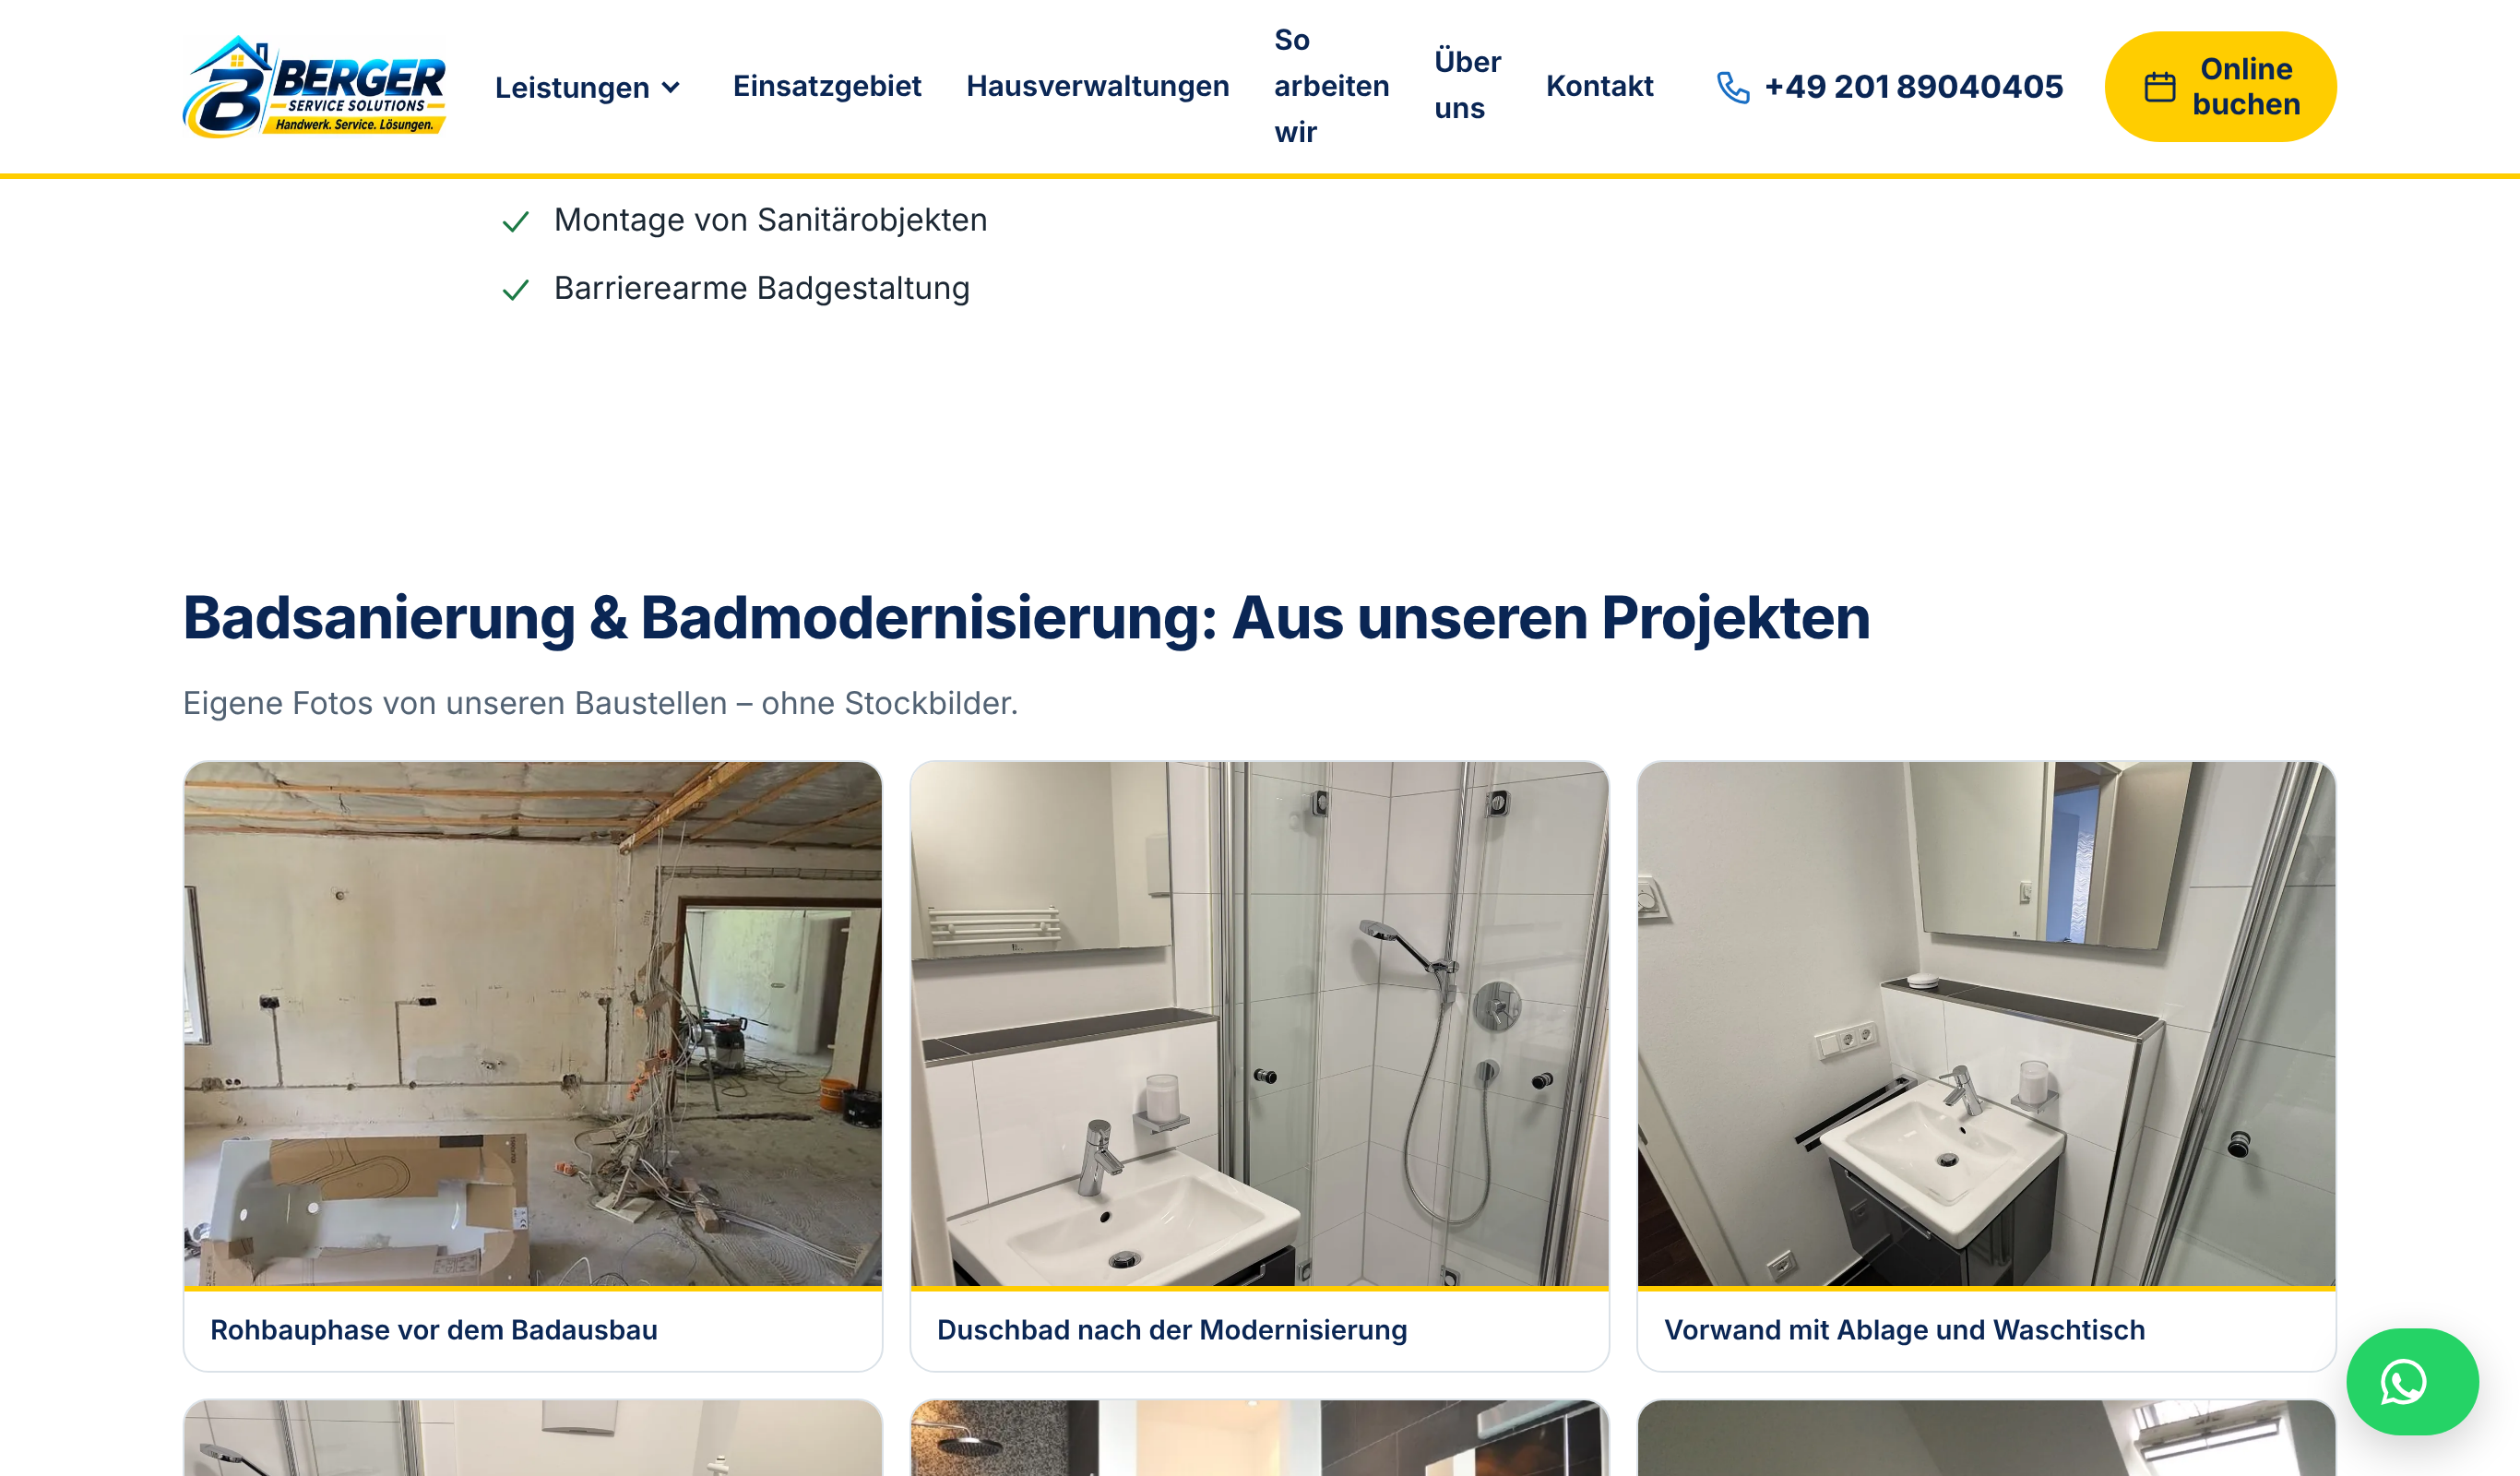 BERGER
SERVICE SOLUTIONS
Handwerk. Service. Lösungen.
Leistungen
Einsatzgebiet
Hausverwaltungen
So
arbeiten
wir
Über
uns
Kontakt
+49 201 89040405
Online
buchen
Montage von Sanitärobjekten
Barrierearme Badgestaltung
Badsanierung & Badmodernisierung: Aus unseren Projekten
Eigene Fotos von unseren Baustellen – ohne Stockbilder.
Rohbauphase vor dem Badausbau
Duschbad nach der Modernisierung
Vorwand mit Ablage und Waschtisch